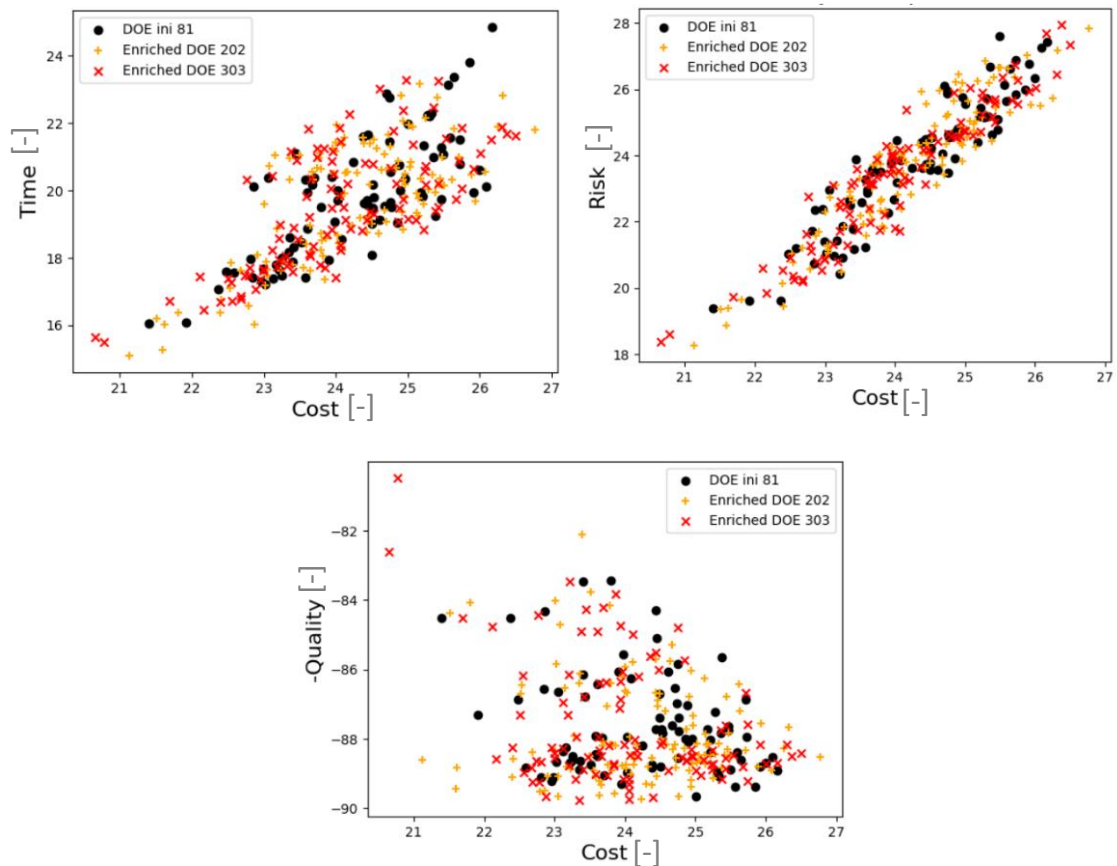 DOE ini 81
Enriched DOE 202
Enriched DOE 303
24
22
20
18
16
Time [-]
21 22 23 24 25 26 27
Cost [-]
DOE ini 81
Enriched DOE 202
Enriched DOE 303
28
26
24
22
20
18
Risk [-]
21 22 23 24 25 26 27
Cost [-]
DOE ini 81
Enriched DOE 202
Enriched DOE 303
−82
−84
−86
−88
−90
-Quality [-]
21 22 23 24 25 26 27
Cost [-]